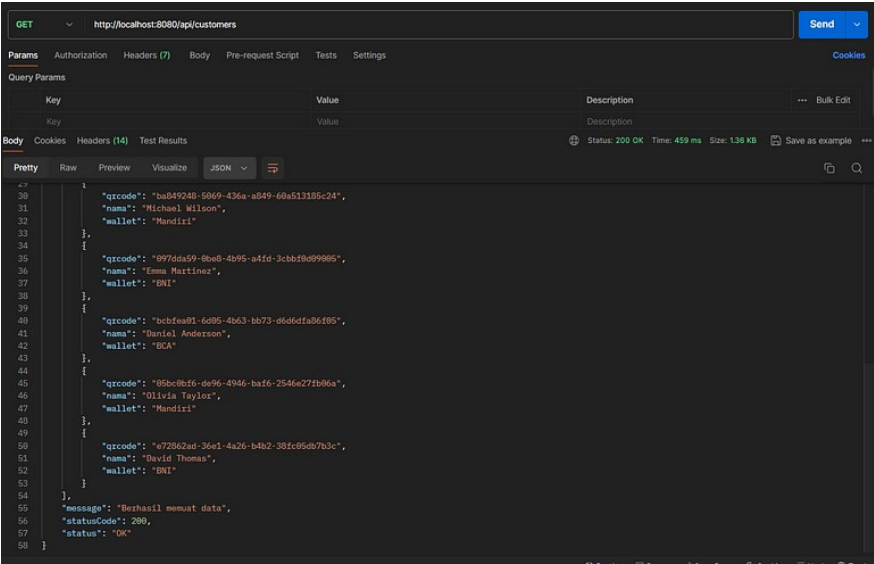 GET http://localhost:8080/api/customers Send
Params Authorization Headers (7) Body Pre-request Script Tests Settings Cookies
Query Params
Key Value Description ••• Bulk Edit
Key Value Description
Body Cookies Headers (14) Test Results Status: 200 OK Time: 459 ms Size: 1.36 KB Save as example •••
Pretty Raw Preview Visualize JSON
29 {
30 "qrcode": "ba849248-5069-436a-a849-60a513185c24",
31 "nama": "Michael Wilson",
32 "wallet": "Mandiri"
33 },
34 {
35 "qrcode": "097dda59-0be8-4b95-a4fd-3cbbf0d09005",
36 "nama": "Emma Martinez",
37 "wallet": "BNI"
38 },
39 {
40 "qrcode": "bcbfea01-6d05-4b63-bb73-d6d6dfa86f05",
41 "nama": "Daniel Anderson",
42 "wallet": "BCA"
43 },
44 {
45 "qrcode": "05bc0bf6-de96-4946-baf6-2546e27fb06a",
46 "nama": "Olivia Taylor",
47 "wallet": "Mandiri"
48 },
49 {
50 "qrcode": "e72862ad-36e1-4a26-b4b2-38fc05db7b3c",
51 "nama": "David Thomas",
52 "wallet": "BNI"
53 }
54 ],
55 "message": "Berhasil memuat data",
56 "statusCode": 200,
57 "status": "OK"
58 }